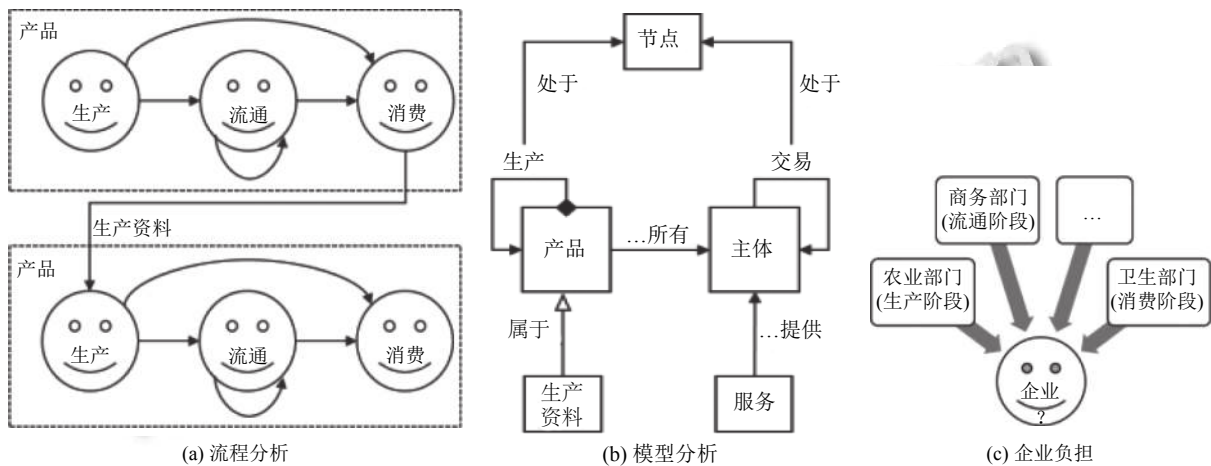 产品
生产
流通
消费
生产资料
产品
生产
流通
消费
(a) 流程分析
节点
处于
处于
生产
交易
产品
…所有
主体
属于
…提供
生产
资料
服务
(b) 模型分析
商务部门
(流通阶段)
…
农业部门
(生产阶段)
卫生部门
(消费阶段)
企业
?
(c) 企业负担